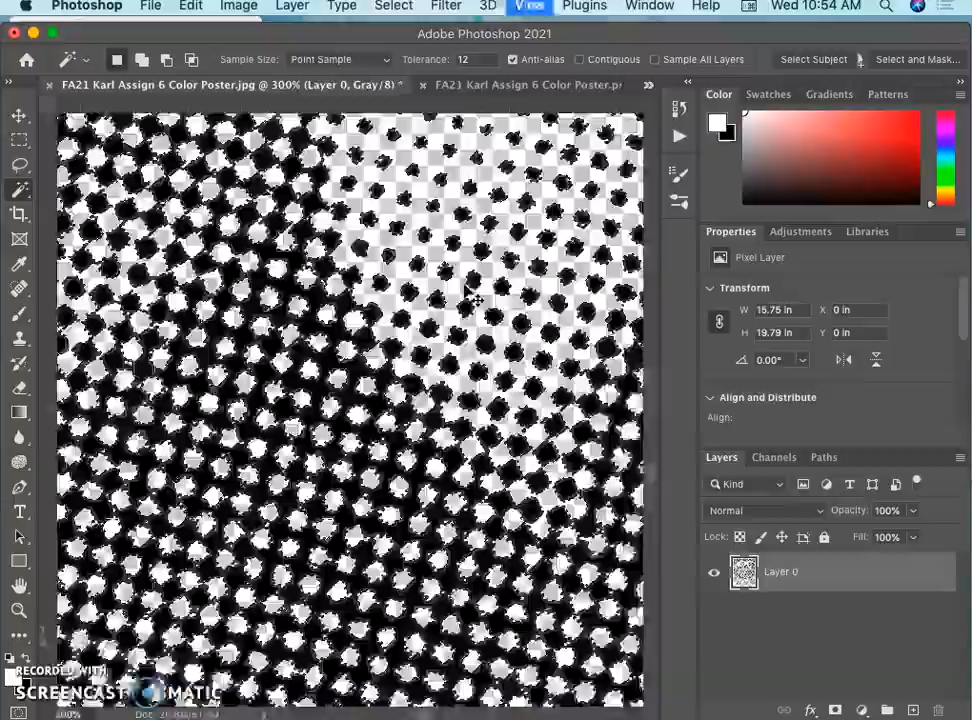 Photoshop File Edit Image Layer Type Select Filter 3D Plugins Window Help Wed 10:54 AM
Adobe Photoshop 2021
Sample Size: Point Sample Tolerance: 12 Anti-alias Contiguous Sample All Layers Select Subject Select and Mask...
FA21 Karl Assign 6 Color Poster.jpg @ 300% (Layer 0, Gray/8) * FA21 Karl Assign 6 Color Poster.p
Color Swatches Gradients Patterns
Properties Adjustments Libraries
Pixel Layer
Transform
W 15.75 in X 0 in
H 19.79 in Y 0 in
0.00°
Align and Distribute
Align:
Layers Channels Paths
Kind
Normal Opacity: 100%
Lock: Fill: 100%
Layer 0
RECORDED WITH
SCREENCAST MATIC